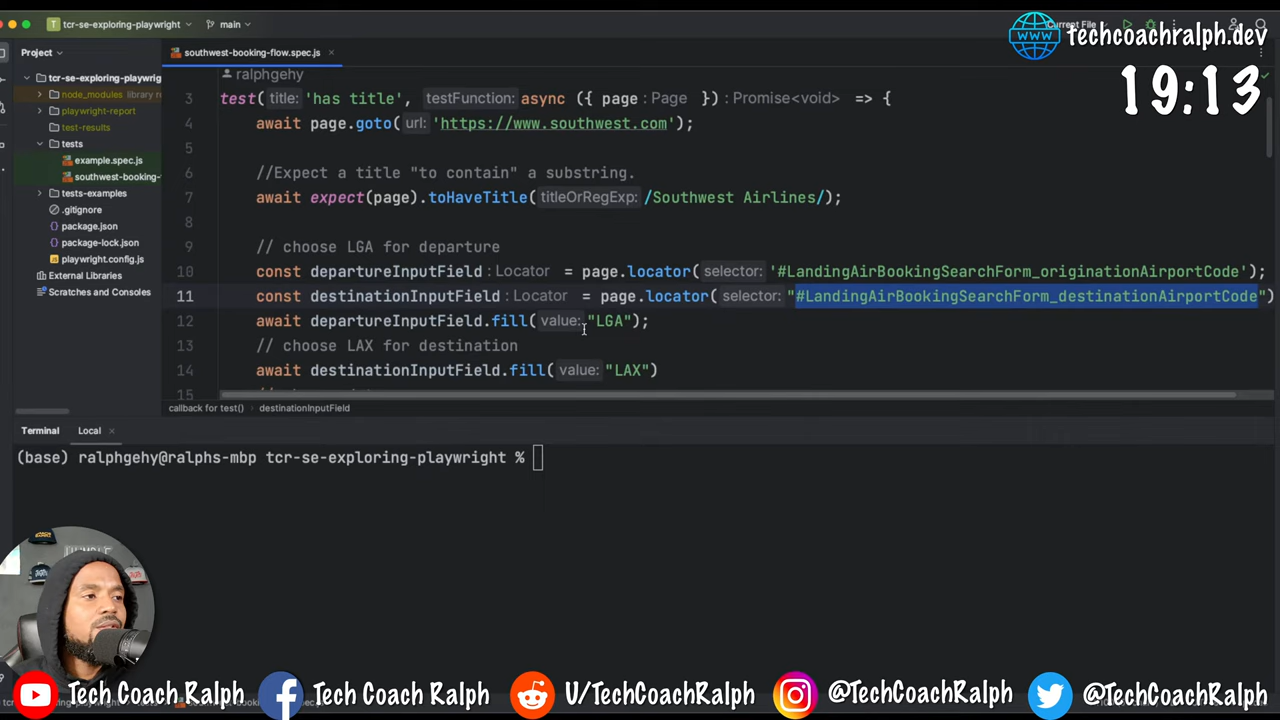 tcr-se-exploring-playwright
main
Current File
techcoachralph.dev
19:13
Project
southwest-booking-flow.spec.js
tcr-se-exploring-playwrig
node_modules library ro
playwright-report
test-results
tests
example.spec.js
southwest-booking-
tests-examples
.gitignore
package.json
package-lock.json
playwright.config.js
External Libraries
Scratches and Consoles
ralphgehy
3 test( title: 'has title', testFunction: async ({ page : Page }) : Promise<void> => {
4 await page.goto( url: 'https://www.southwest.com');
5
6 //Expect a title "to contain" a substring.
7 await expect(page).toHaveTitle( titleOrRegExp: /Southwest Airlines/);
8
9 // choose LGA for departure
10 const departureInputField : Locator = page.locator( selector: '#LandingAirBookingSearchForm_originationAirportCode');
11 const destinationInputField : Locator = page.locator( selector: "#LandingAirBookingSearchForm_destinationAirportCode")
12 await departureInputField.fill( value: "LGA");
13 // choose LAX for destination
14 await destinationInputField.fill( value: "LAX")
15
callback for test() destinationInputField
Terminal Local
(base) ralphgehy@ralphs-mbp tcr-se-exploring-playwright %
Tech Coach Ralph
Tech Coach Ralph
U/TechCoachRalph
@TechCoachRalph
@TechCoachRalph